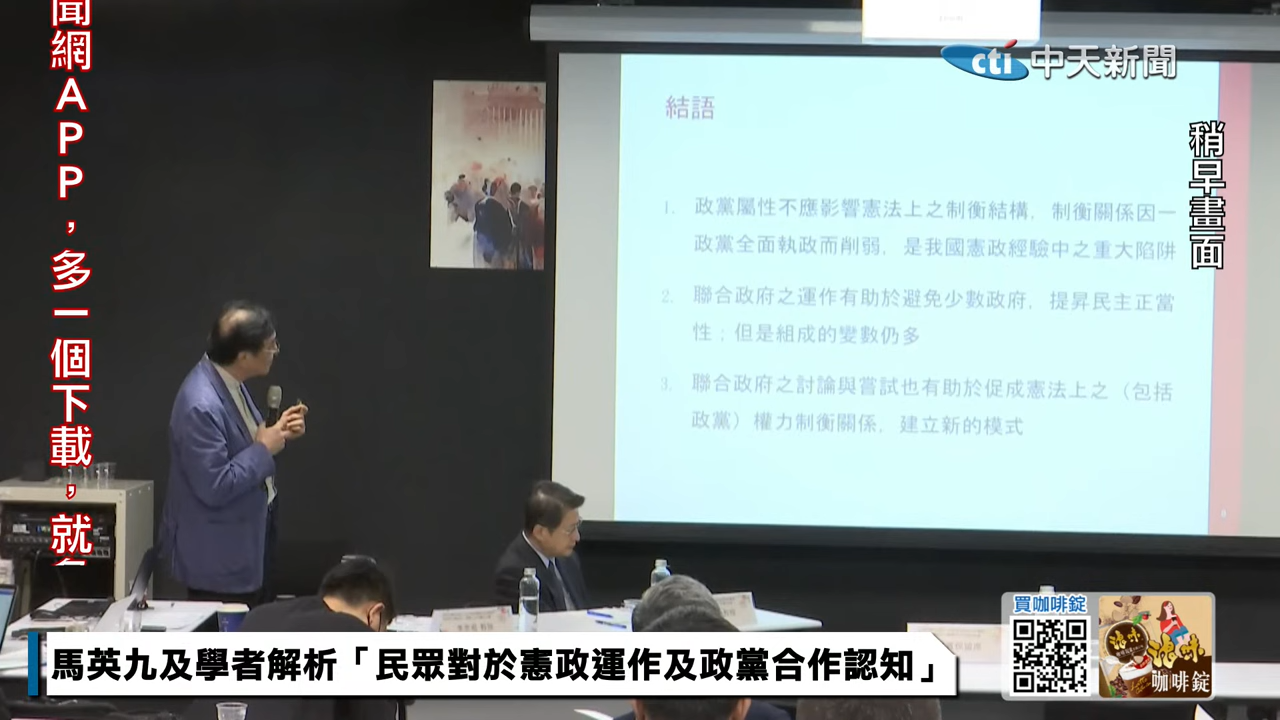 聞網APP，多一個下載，就
cti 中天新聞
稍早畫面
結語
1. 政黨屬性不應影響憲法上之制衡結構，制衡關係因一
政黨全面執政而削弱，是我國憲政經驗中之重大陷阱
2. 聯合政府之運作有助於避免少數政府，提昇民主正當
性；但是組成的變數仍多
3. 聯合政府之討論與嘗試也有助於促成憲法上之（包括
政黨）權力制衡關係，建立新的模式
8
買咖啡錠
咖啡錠
馬英九及學者解析「民眾對於憲政運作及政黨合作認知」